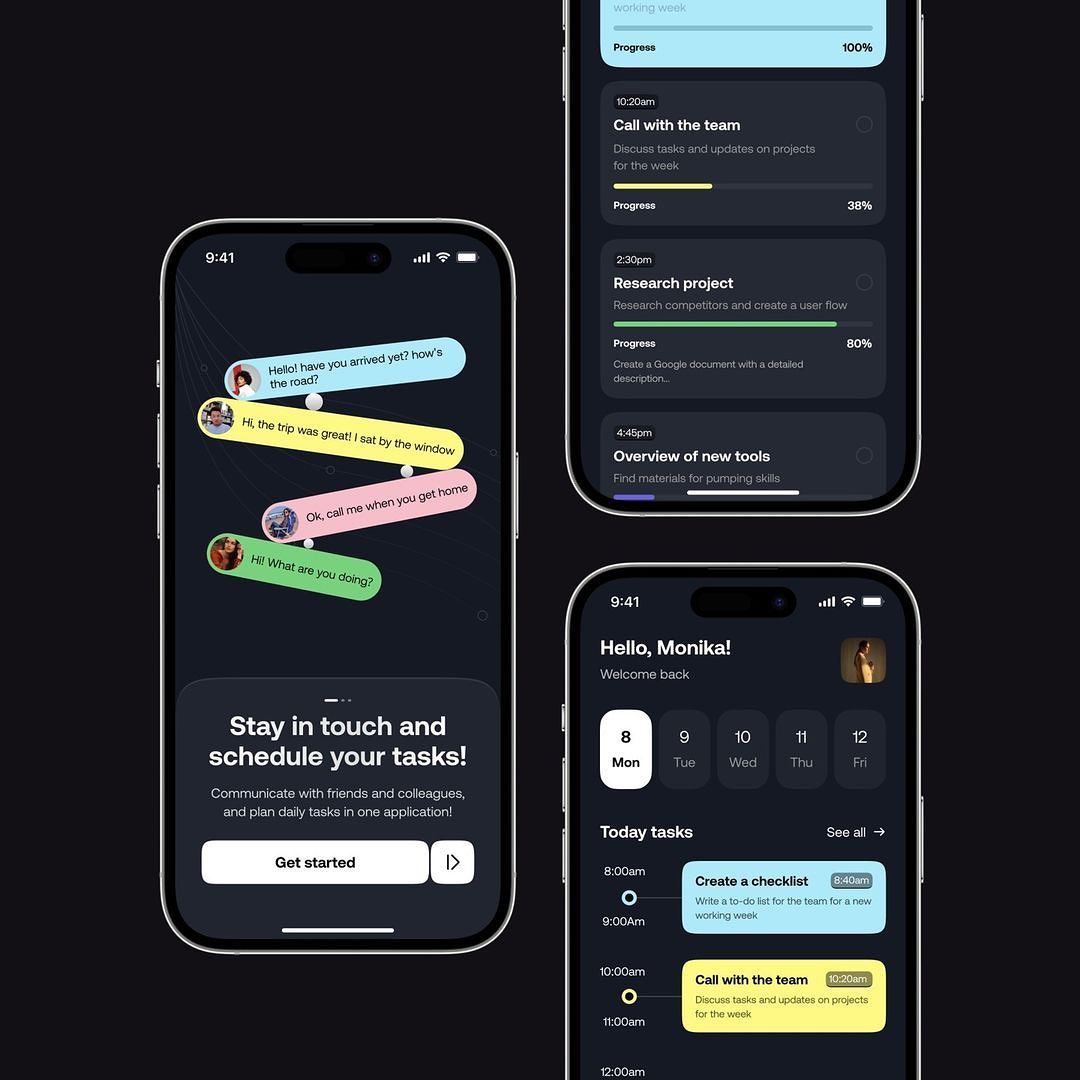 9:41
Hello! have you arrived yet? how's
the road?
Hi, the trip was great! I sat by the window
Ok, call me when you get home
Hi! What are you doing?
Stay in touch and
schedule your tasks!
Communicate with friends and colleagues,
and plan daily tasks in one application!
Get started
working week
Progress 100%
10:20am
Call with the team
Discuss tasks and updates on projects
for the week
Progress 38%
2:30pm
Research project
Research competitors and create a user flow
Progress 80%
Create a Google document with a detailed
description...
4:45pm
Overview of new tools
Find materials for pumping skills
9:41
Hello, Monika!
Welcome back
8 9 10 11 12
Mon Tue Wed Thu Fri
Today tasks See all
8:00am
Create a checklist 8:40am
Write a to-do list for the team for a new
working week
9:00Am
10:00am
Call with the team 10:20am
Discuss tasks and updates on projects
for the week
11:00am
12:00am